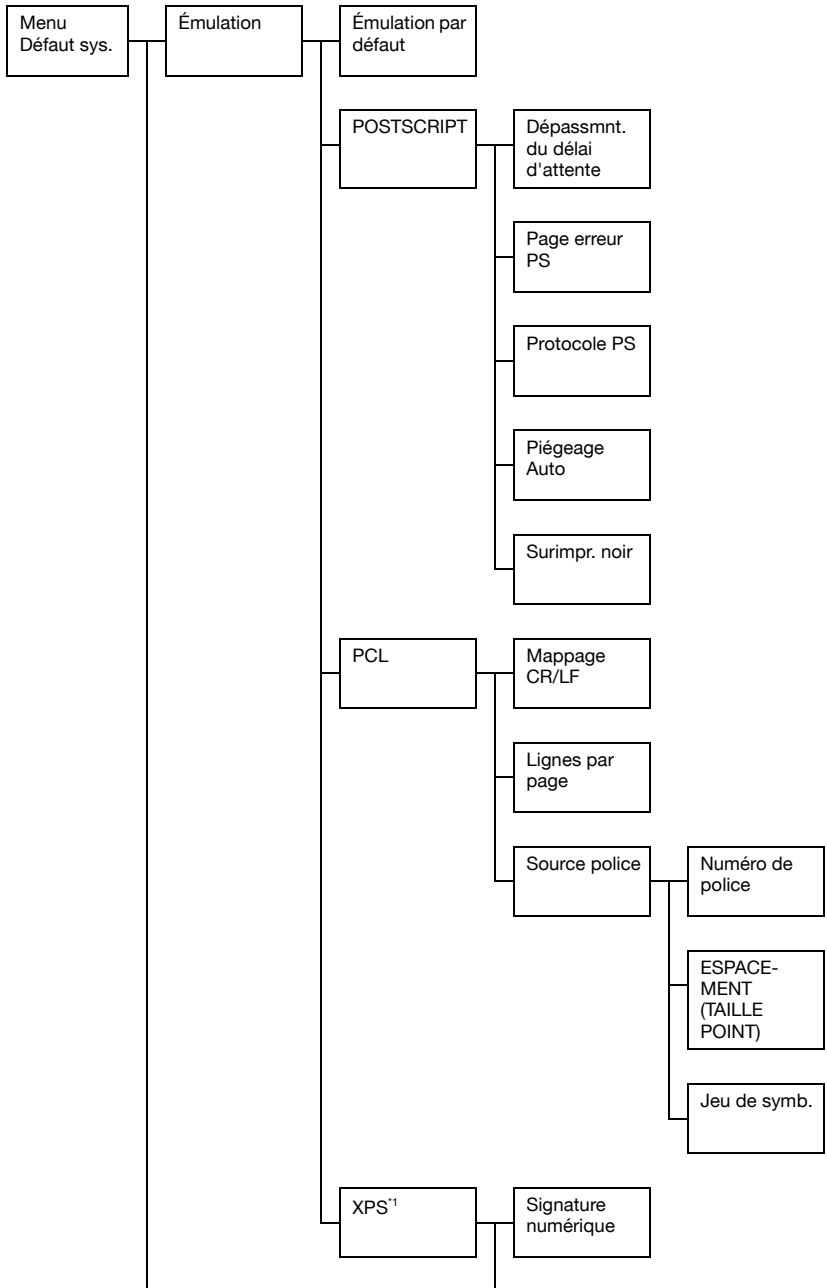 Menu
Défaut sys.
Émulation
Émulation par
défaut
POSTSCRIPT
Dépassmnt.
du délai
d'attente
Page erreur
PS
Protocole PS
Piégeage
Auto
Surimpr. noir
PCL
Mappage
CR/LF
Lignes par
page
Source police
Numéro de
police
ESPACE-
MENT
(TAILLE
POINT)
Jeu de symb.
XPS*1
Signature
numérique